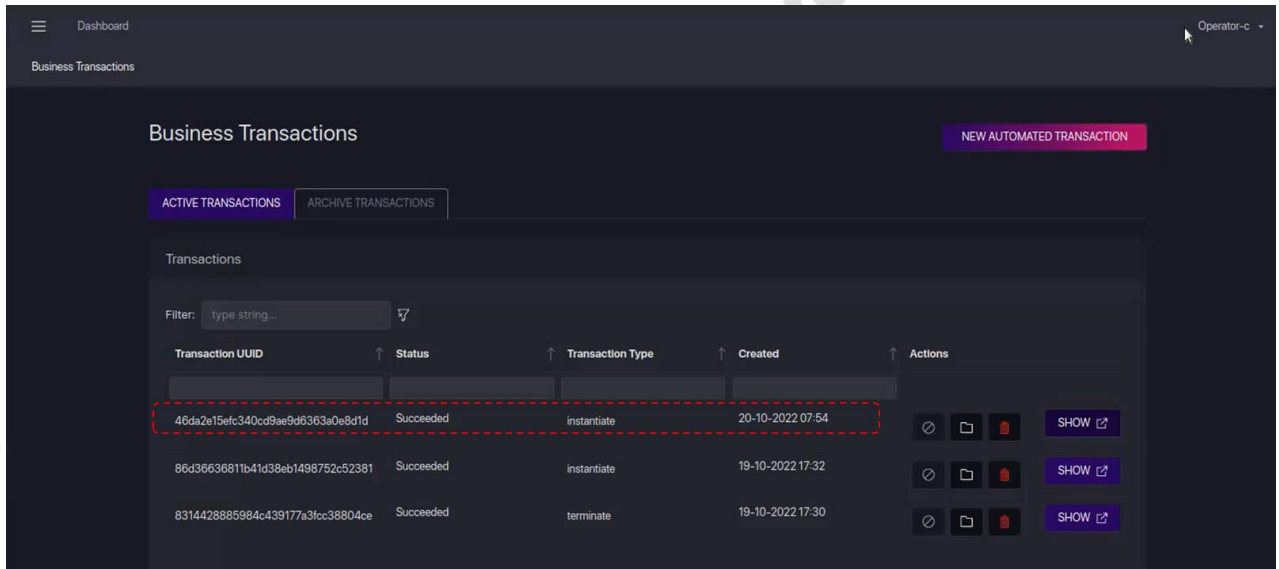 Dashboard
Operator-c
Business Transactions
Business Transactions
NEW AUTOMATED TRANSACTION
ACTIVE TRANSACTIONS
ARCHIVE TRANSACTIONS
Transactions
Filter: type string...
Transaction UUID Status Transaction Type Created Actions
46da2e15efc340cd9ae9d6363a0e8d1d Succeeded instantiate 20-10-2022 07:54 SHOW
86d36636811b41d38eb1498752c52381 Succeeded instantiate 19-10-2022 17:32 SHOW
8314428885984c439177a3fcc38804ce Succeeded terminate 19-10-2022 17:30 SHOW